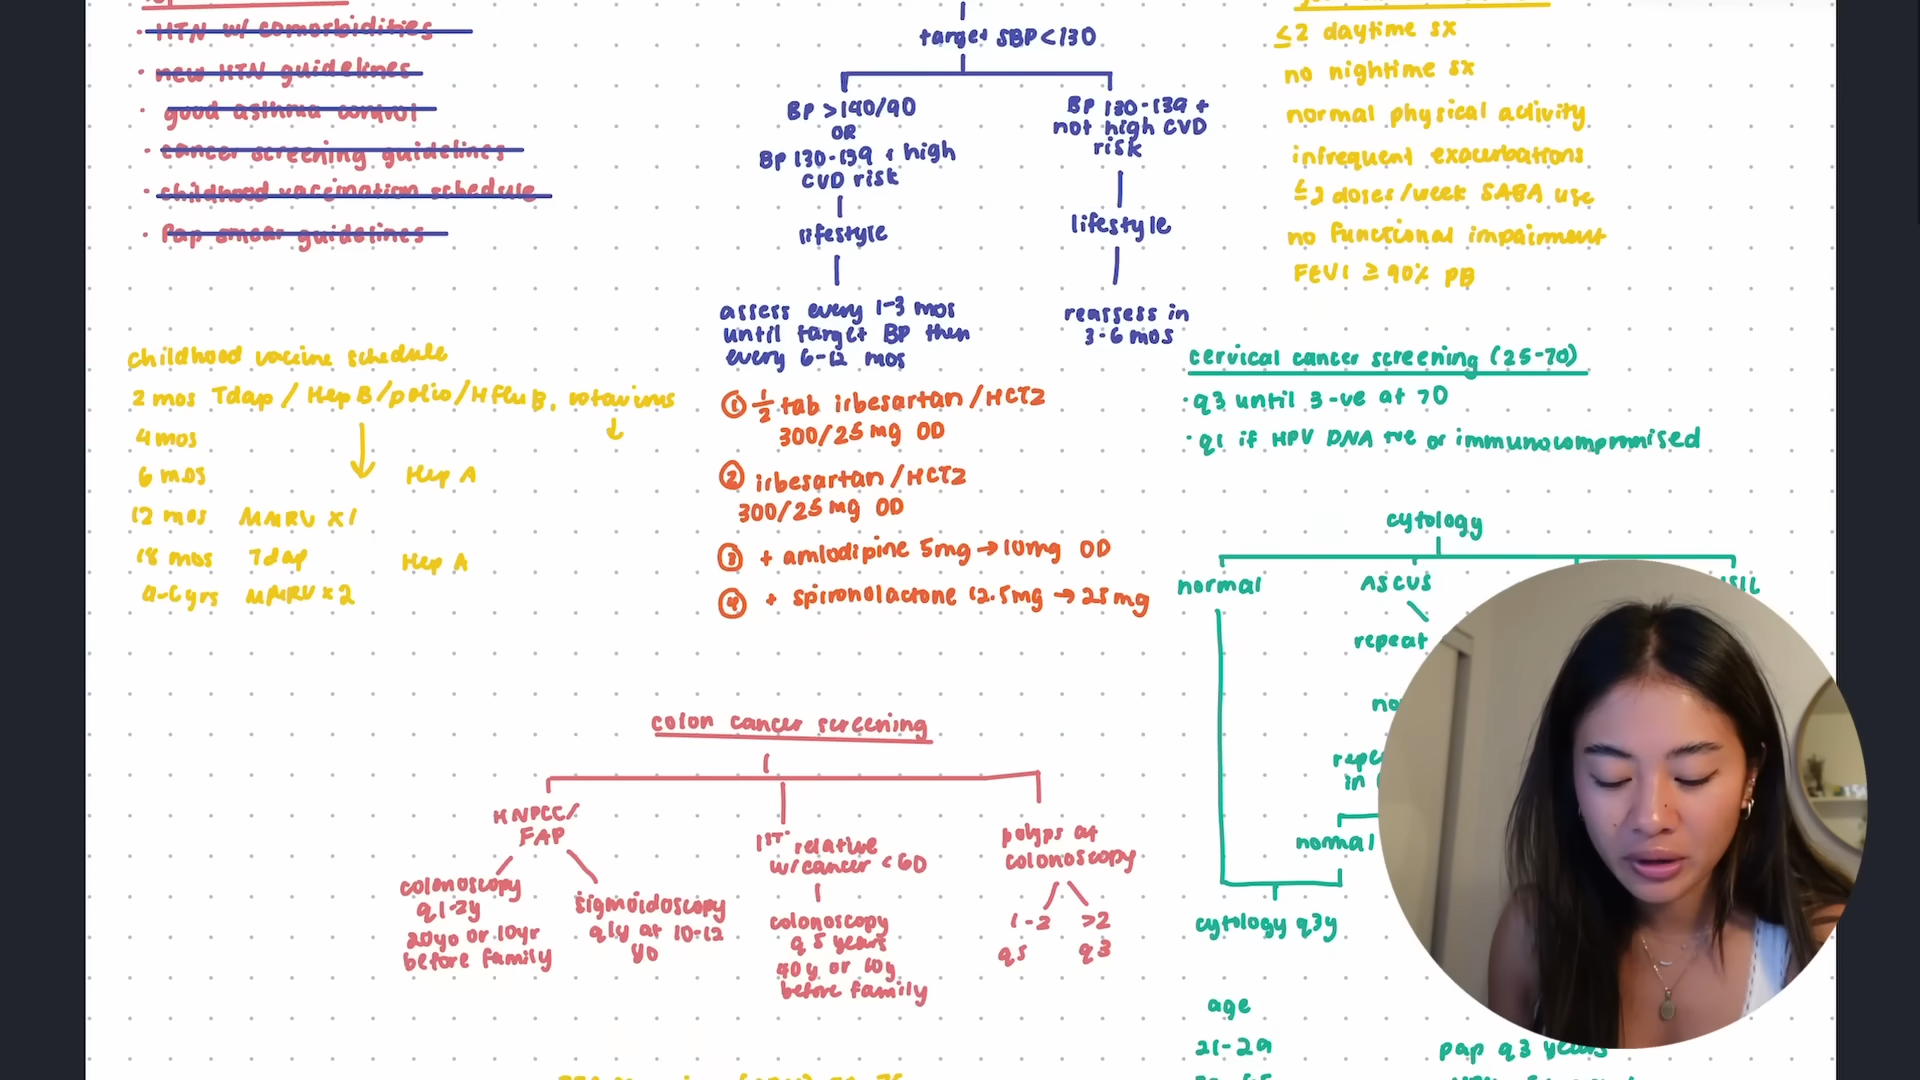 HTN w/ comorbidities
· new HTN guidelines
· good asthma control
· cancer screening guidelines
· childhood vaccination schedule
· Pap smear guidelines
target SBP < 130
BP > 140/90
OR
BP 130-139 + high
CVD risk
lifestyle
assess every 1-3 mos
until target BP then
every 6-12 mos
BP 130-139 +
not high CVD
risk
lifestyle
reassess in
3-6 mos
≤2 daytime sx
no nightime sx
normal physical activity
infrequent exacerbations
≤2 doses/week SABA use
no functional impairment
FEV1 ≥ 90% PB
childhood vaccine schedule
2 mos Tdap / Hep B/polio/H Flu B, rotavirus
4 mos
6 mos Hep A
12 mos MMRV x1
18 mos Tdap Hep A
4-6 yrs MMRV x2
① ½ tab irbesartan /HCTZ
300/25 mg OD
② irbesartan /HCTZ
300/25 mg OD
③ + amlodipine 5mg → 10mg OD
④ + spironolactone 12.5mg → 25mg
cervical cancer screening (25-70)
· q3 until 3 -ve at 70
· q1 if HPV DNA +ve or immunocompromised
cytology
normal
ASCUS
repeat
normal
cytology q3y
age
21-29
pap q3 years
colon cancer screening
HNPCC/
FAP
colonoscopy
q1-2y
20yo or 10yr
before family
sigmoidoscopy
q1y at 10-12
yo
1st relative
w/cancer < 60
colonoscopy
q 5 years
40y or 10y
before family
polyps at
colonoscopy
1-2
q5
>2
q3